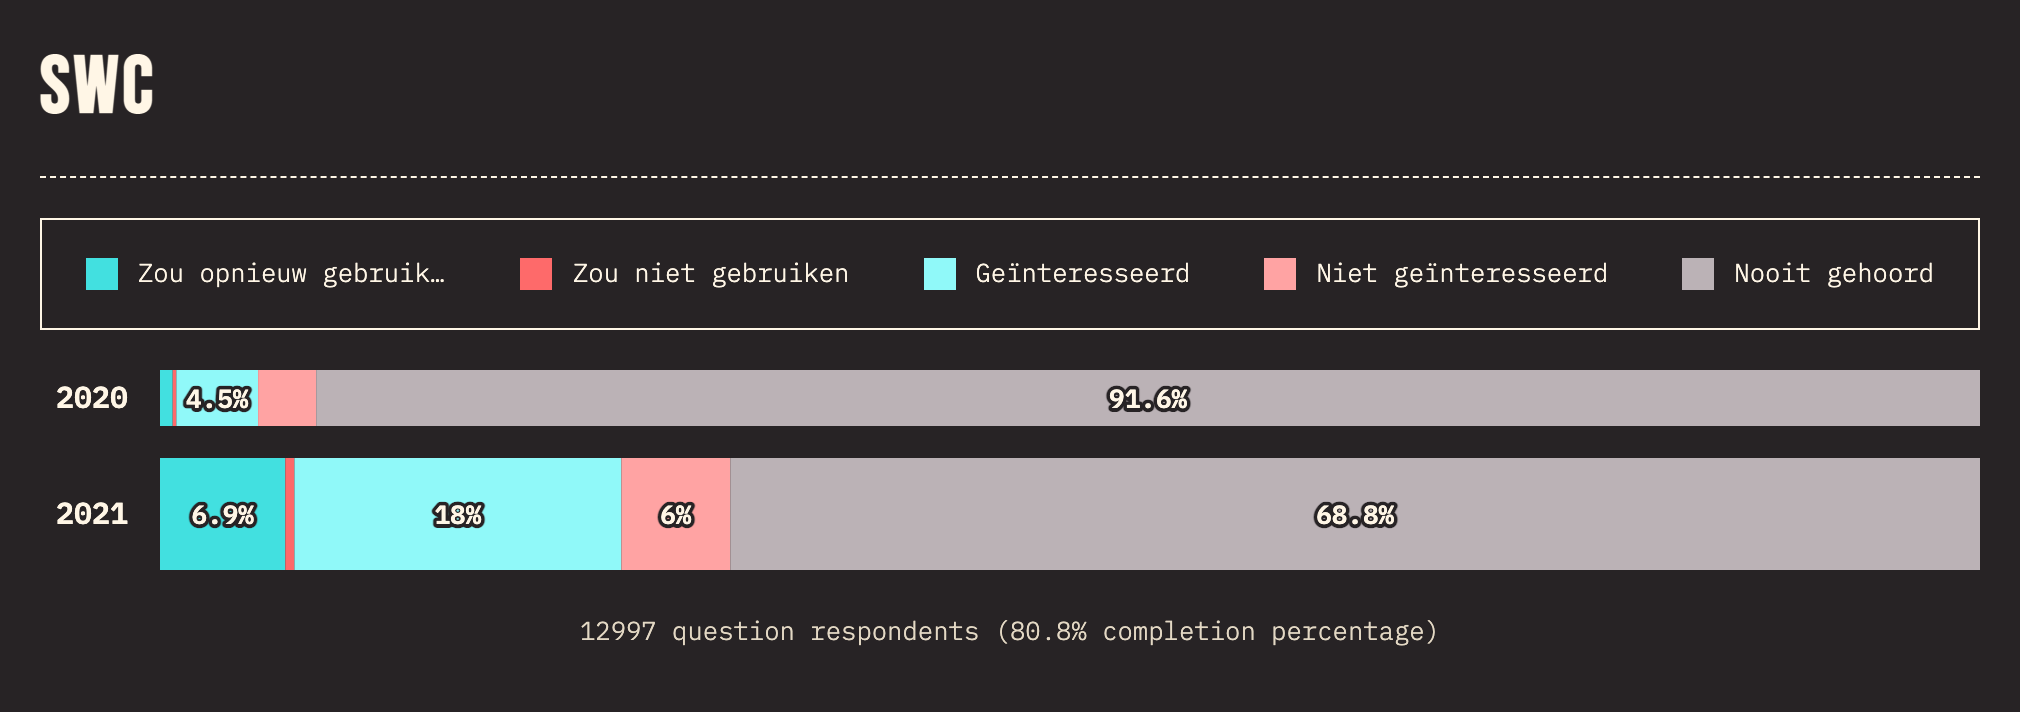 SWC
Zou opnieuw gebruik… Zou niet gebruiken Geïnteresseerd Niet geïnteresseerd Nooit gehoord
2020 4.5% 91.6%
2021 6.9% 18% 6% 68.8%
12997 question respondents (80.8% completion percentage)